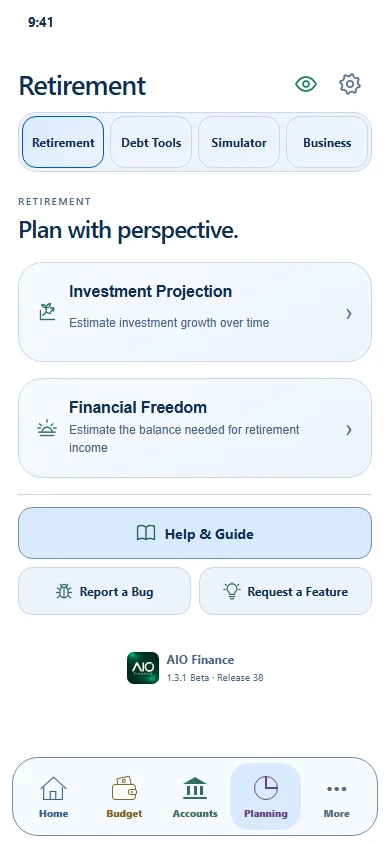 9:41
Retirement
Retirement
Debt Tools
Simulator
Business
RETIREMENT
Plan with perspective.
Investment Projection
Estimate investment growth over time
Financial Freedom
Estimate the balance needed for retirement
income
Help & Guide
Report a Bug
Request a Feature
AIO
FINANCE
AIO Finance
1.3.1 Beta · Release 38
Home
Budget
Accounts
Planning
More